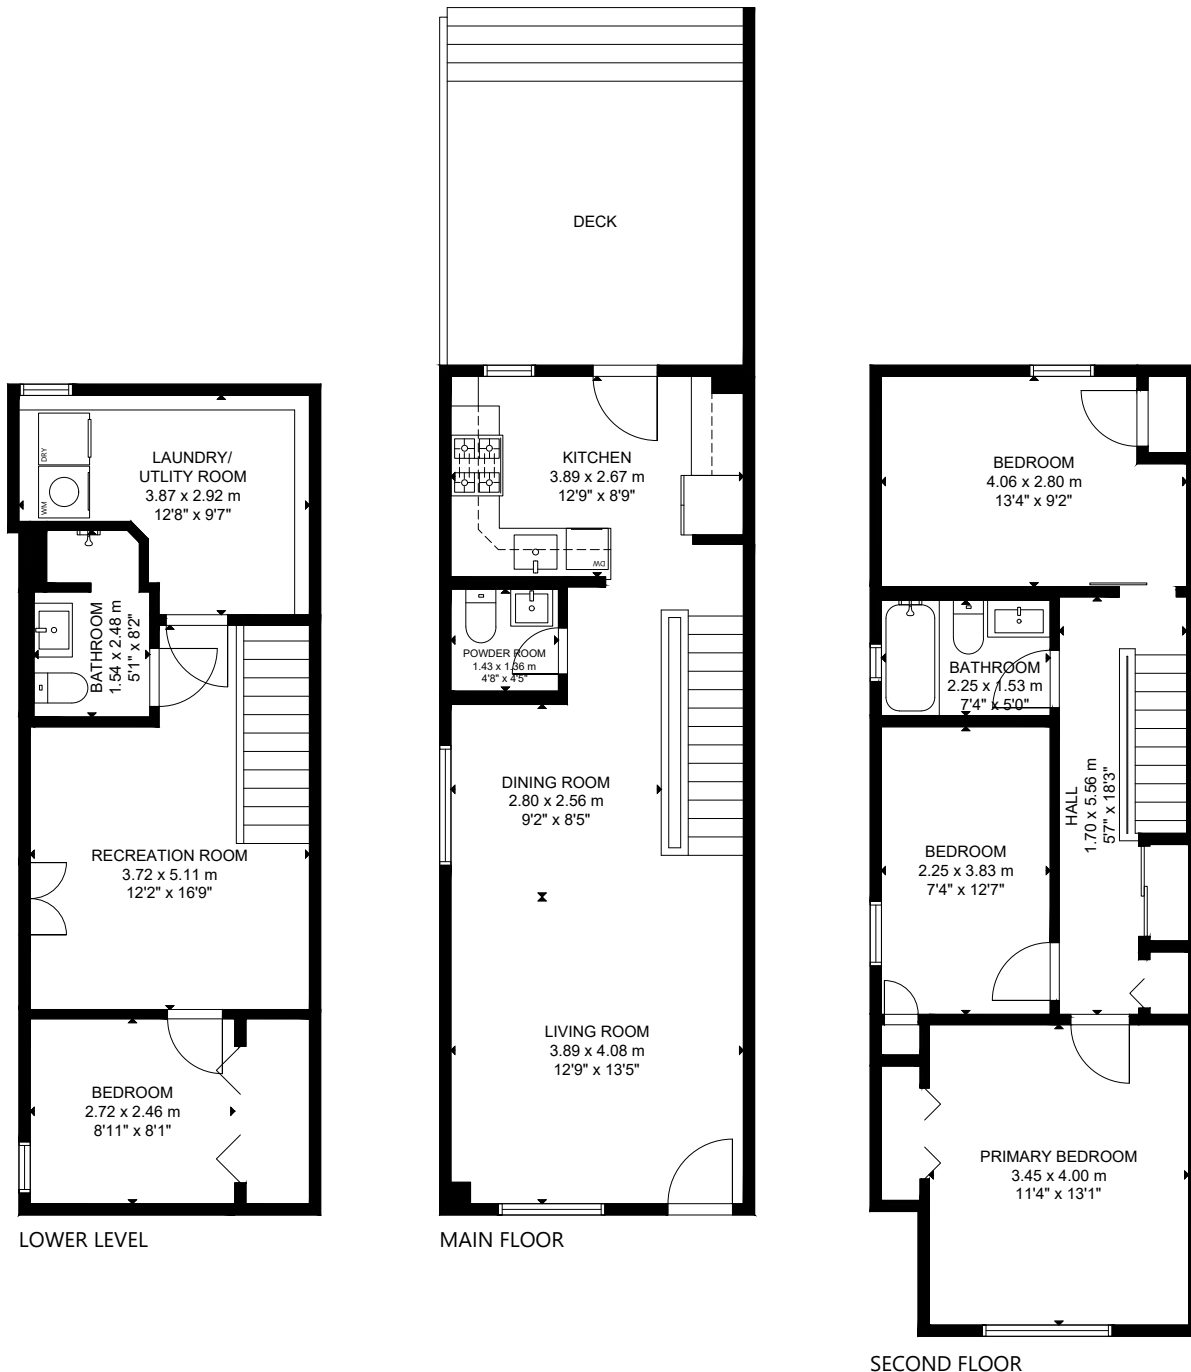 LAUNDRY/
UTLITY ROOM
3.87 x 2.92 m
12'8" x 9'7"
DRY
WM
BATHROOM
1.54 x 2.48 m
5'1" x 8'2"
RECREATION ROOM
3.72 x 5.11 m
12'2" x 16'9"
BEDROOM
2.72 x 2.46 m
8'11" x 8'1"
LOWER LEVEL
DECK
KITCHEN
3.89 x 2.67 m
12'9" x 8'9"
DW
POWDER ROOM
1.43 x 1.36 m
4'8" x 4'5"
DINING ROOM
2.80 x 2.56 m
9'2" x 8'5"
LIVING ROOM
3.89 x 4.08 m
12'9" x 13'5"
MAIN FLOOR
BEDROOM
4.06 x 2.80 m
13'4" x 9'2"
BATHROOM
2.25 x 1.53 m
7'4" x 5'0"
HALL
1.70 x 5.56 m
5'7" x 18'3"
BEDROOM
2.25 x 3.83 m
7'4" x 12'7"
PRIMARY BEDROOM
3.45 x 4.00 m
11'4" x 13'1"
SECOND FLOOR